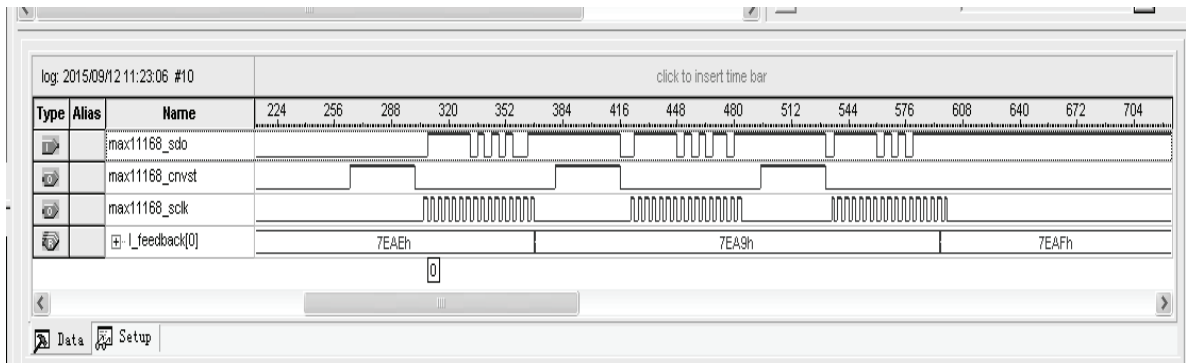 log: 2015/09/12 11:23:06 #10
click to insert time bar
Type Alias Name 224 256 288 320 352 384 416 448 480 512 544 576 608 640 672 704
max11168_sdo
max11168_cnvst
max11168_sclk
I_feedback[0] 7EAEh 7EA9h 7EAFh
0
Data Setup